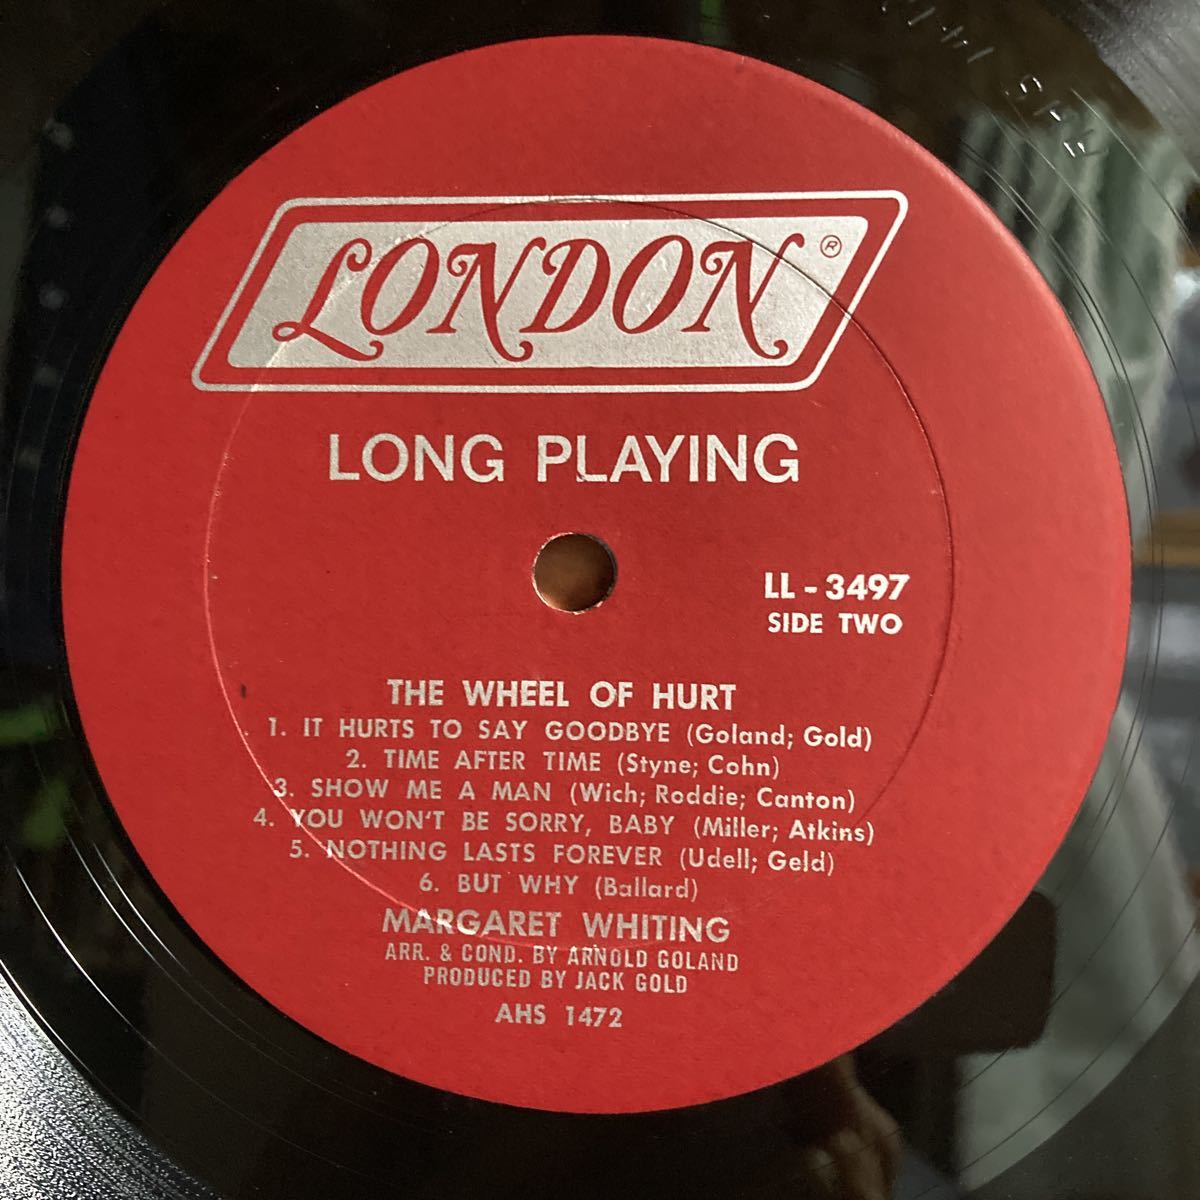 LONDON ®
LONG PLAYING
LL - 3497
SIDE TWO
THE WHEEL OF HURT
1. IT HURTS TO SAY GOODBYE (Goland; Gold)
2. TIME AFTER TIME (Styne; Cohn)
3. SHOW ME A MAN (Wich; Roddie; Canton)
4. YOU WON'T BE SORRY, BABY (Miller; Atkins)
5. NOTHING LASTS FOREVER (Udell; Geld)
6. BUT WHY (Ballard)
MARGARET WHITING
ARR. & COND. BY ARNOLD GOLAND
PRODUCED BY JACK GOLD
AHS 1472